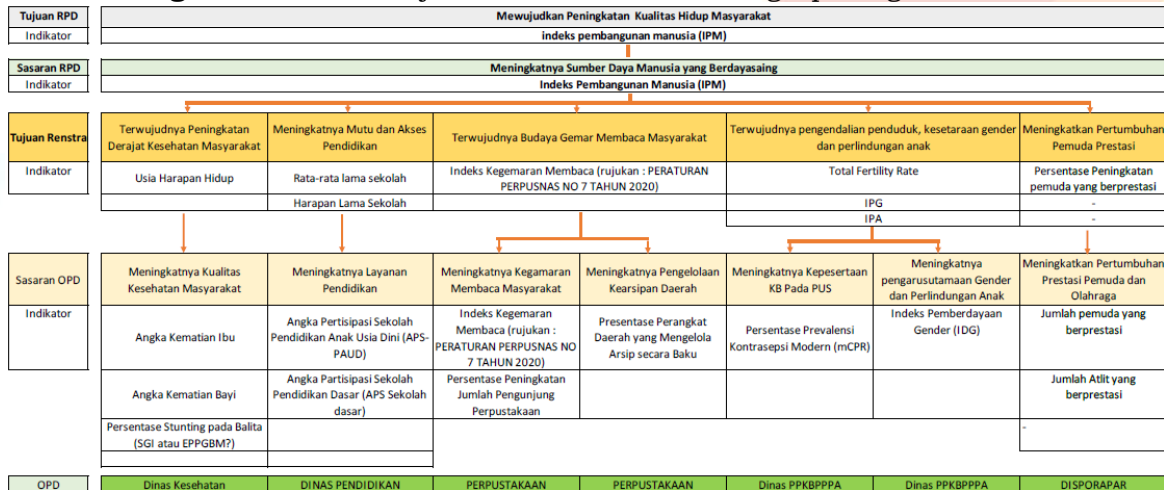 Tujuan RPD
Mewujudkan Peningkatan Kualitas Hidup Masyarakat
Indikator
indeks pembangunan manusia (IPM)
Sasaran RPD
Meningkatnya Sumber Daya Manusia yang Berdayasaing
Indikator
Indeks Pembangunan Manusia (IPM)
Tujuan Renstra
Terwujudnya Peningkatan
Derajat Kesehatan Masyarakat
Meningkatnya Mutu dan Akses
Pendidikan
Terwujudnya Budaya Gemar Membaca Masyarakat
Terwujudnya pengendalian penduduk, kesetaraan gender
dan perlindungan anak
Meningkatkan Pertumbuhan
Pemuda Prestasi
Indikator
Usia Harapan Hidup
Rata-rata lama sekolah
Indeks Kegemaran Membaca (rujukan : PERATURAN
PERPUSNAS NO 7 TAHUN 2020)
Total Fertility Rate
Persentase Peningkatan
pemuda yang berprestasi
Harapan Lama Sekolah
IPG
-
IPA
-
Sasaran OPD
Meningkatnya Kualitas
Kesehatan Masyarakat
Meningkatnya Layanan
Pendidikan
Meningkatnya Kegamaran
Membaca Masyarakat
Meningkatnya Pengelolaan
Kearsipan Daerah
Meningkatnya Kepesertaan
KB Pada PUS
Meningkatnya
pengarusutamaan Gender
dan Perlindungan Anak
Meningkatkan Pertumbuhan
Prestasi Pemuda dan
Olahraga
Indikator
Angka Kematian Ibu
Angka Pertisipasi Sekolah
Pendidikan Anak Usia Dini (APS-
PAUD)
Indeks Kegemaran
Membaca (rujukan :
PERATURAN PERPUSNAS NO
7 TAHUN 2020)
Presentase Perangkat
Daerah yang Mengelola
Arsip secara Baku
Persentase Prevalensi
Kontrasepsi Modern (mCPR)
Indeks Pemberdayaan
Gender (IDG)
Jumlah pemuda yang
berprestasi
Angka Kematian Bayi
Angka Partisipasi Sekolah
Pendidikan Dasar (APS Sekolah
dasar)
Persentase Peningkatan
Jumlah Pengunjung
Perpustakaan
Jumlah Atlit yang
berprestasi
Persentase Stunting pada Balita
(SGI atau EPPGBM?)
-
OPD
Dinas Kesehatan
DINAS PENDIDIKAN
PERPUSTAKAAN
PERPUSTAKAAN
Dinas PPKBPPPA
Dinas PPKBPPPA
DISPORAPAR